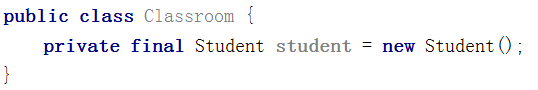 public class Classroom {
    private final Student student = new Student();
}